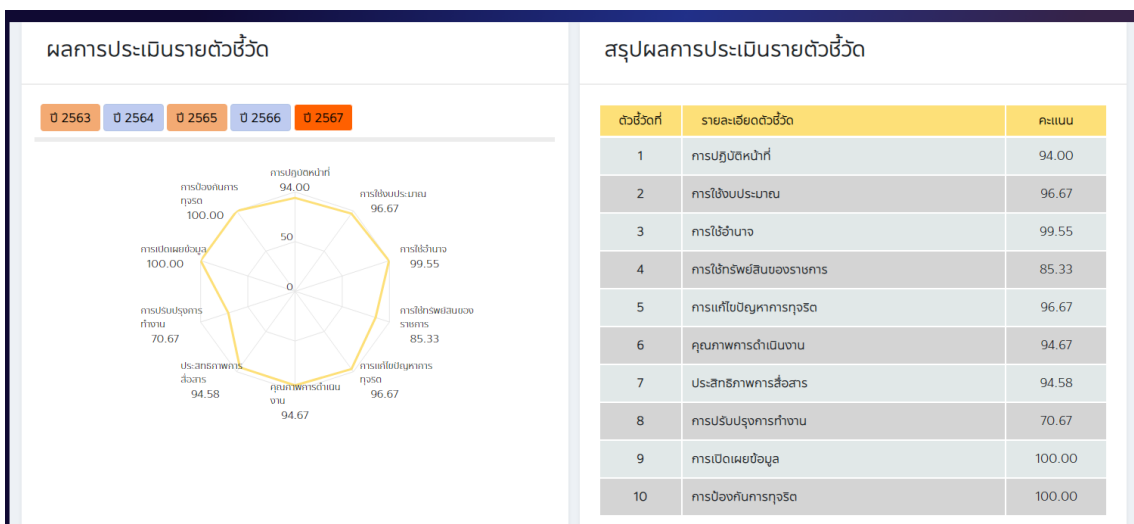 ผลการประเมินรายตัวชี้วัด
ปี 2563 ปี 2564 ปี 2565 ปี 2566 ปี 2567
การปฏิบัติหน้าที่
94.00
การใช้งบประมาณ
96.67
การใช้อำนาจ
99.55
การใช้ทรัพย์สินของ
ราชการ
85.33
การแก้ไขปัญหาการ
ทุจริต
96.67
คุณภาพการดำเนิน
งาน
94.67
ประสิทธิภาพการ
สื่อสาร
94.58
การปรับปรุงการ
ทำงาน
70.67
การเปิดเผยข้อมูล
100.00
การป้องกันการ
ทุจริต
100.00
50
0
สรุปผลการประเมินรายตัวชี้วัด
ตัวชี้วัดที่ รายละเอียดตัวชี้วัด คะแนน
1 การปฏิบัติหน้าที่ 94.00
2 การใช้งบประมาณ 96.67
3 การใช้อำนาจ 99.55
4 การใช้ทรัพย์สินของราชการ 85.33
5 การแก้ไขปัญหาการทุจริต 96.67
6 คุณภาพการดำเนินงาน 94.67
7 ประสิทธิภาพการสื่อสาร 94.58
8 การปรับปรุงการทำงาน 70.67
9 การเปิดเผยข้อมูล 100.00
10 การป้องกันการทุจริต 100.00